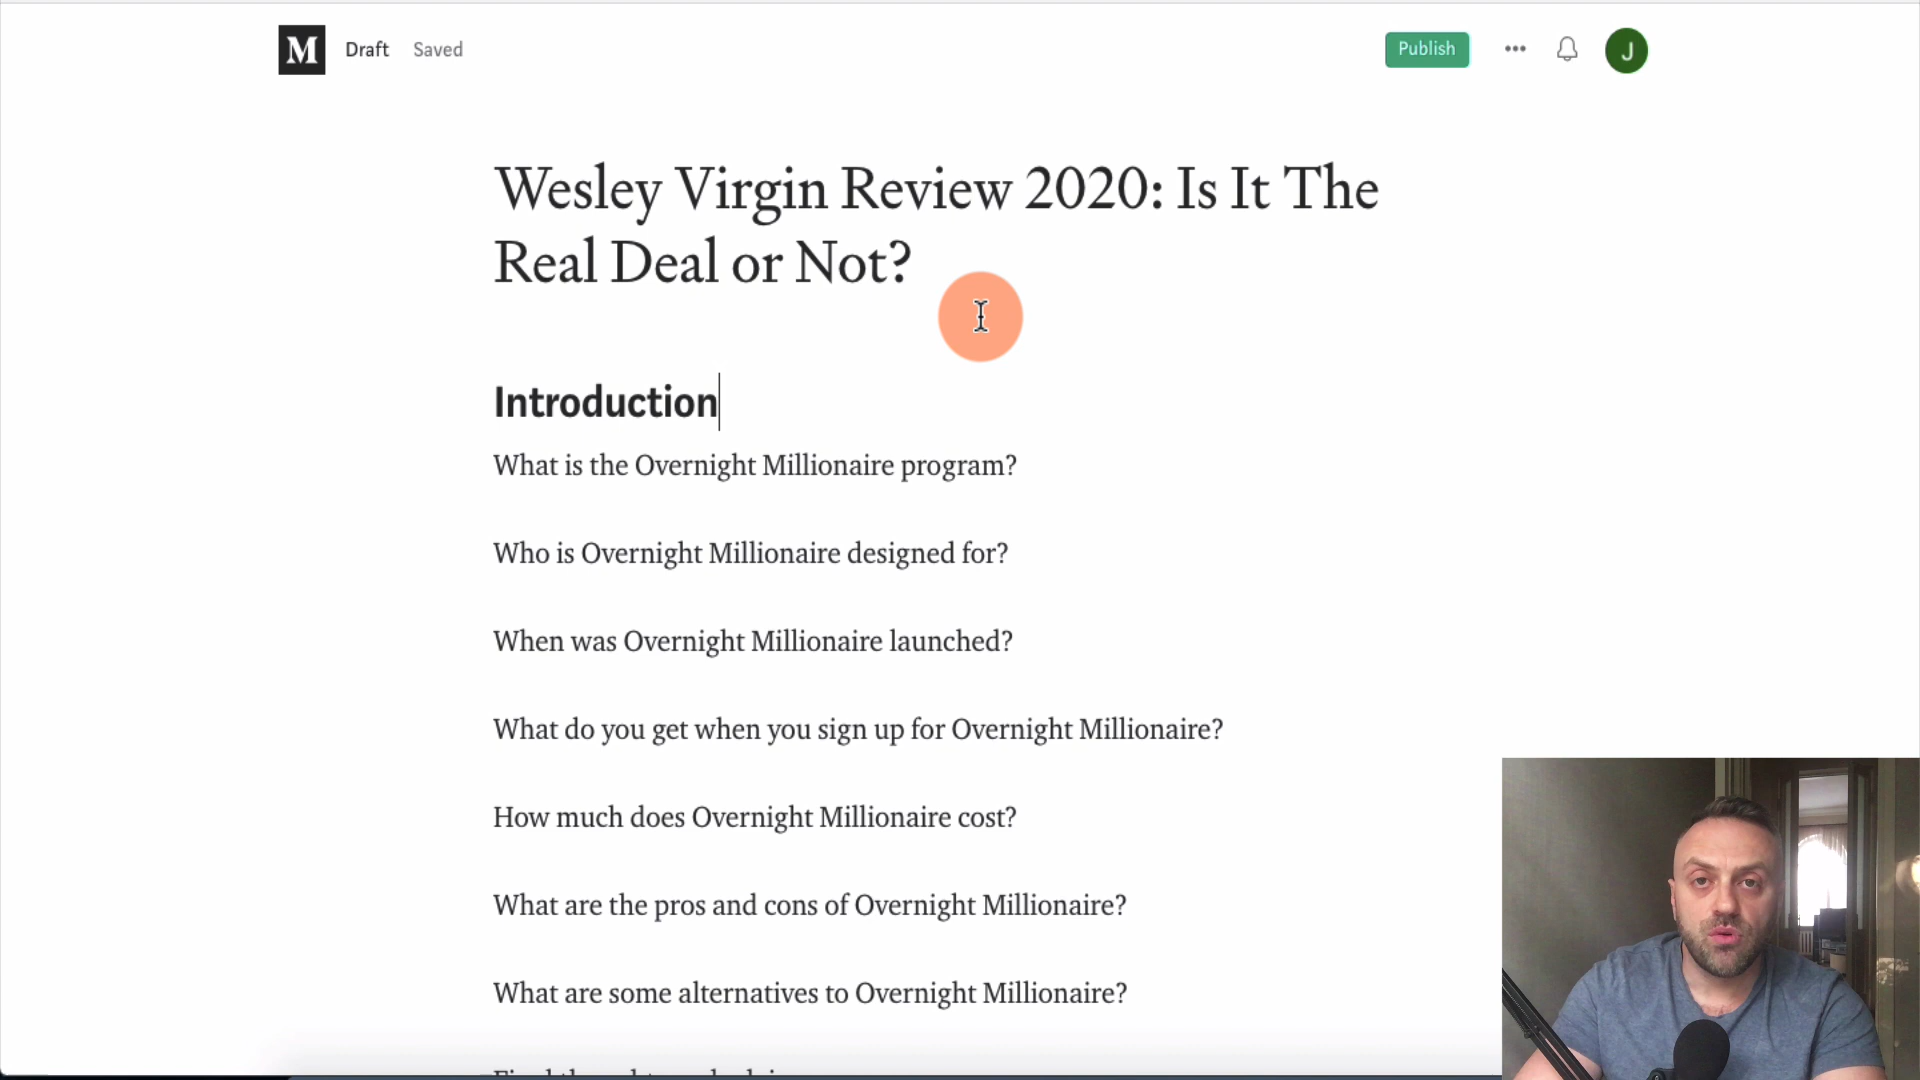 M Draft Saved Publish J
Wesley Virgin Review 2020: Is It The
Real Deal or Not?
Introduction
What is the Overnight Millionaire program?
Who is Overnight Millionaire designed for?
When was Overnight Millionaire launched?
What do you get when you sign up for Overnight Millionaire?
How much does Overnight Millionaire cost?
What are the pros and cons of Overnight Millionaire?
What are some alternatives to Overnight Millionaire?